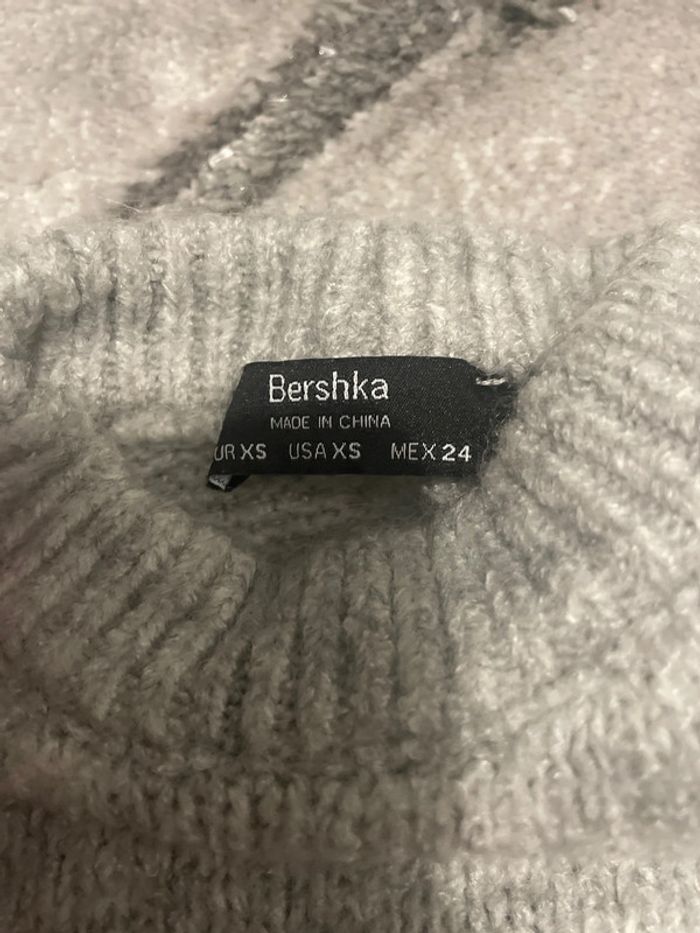 Bershka
MADE IN CHINA
UR XS USA XS MEX 24